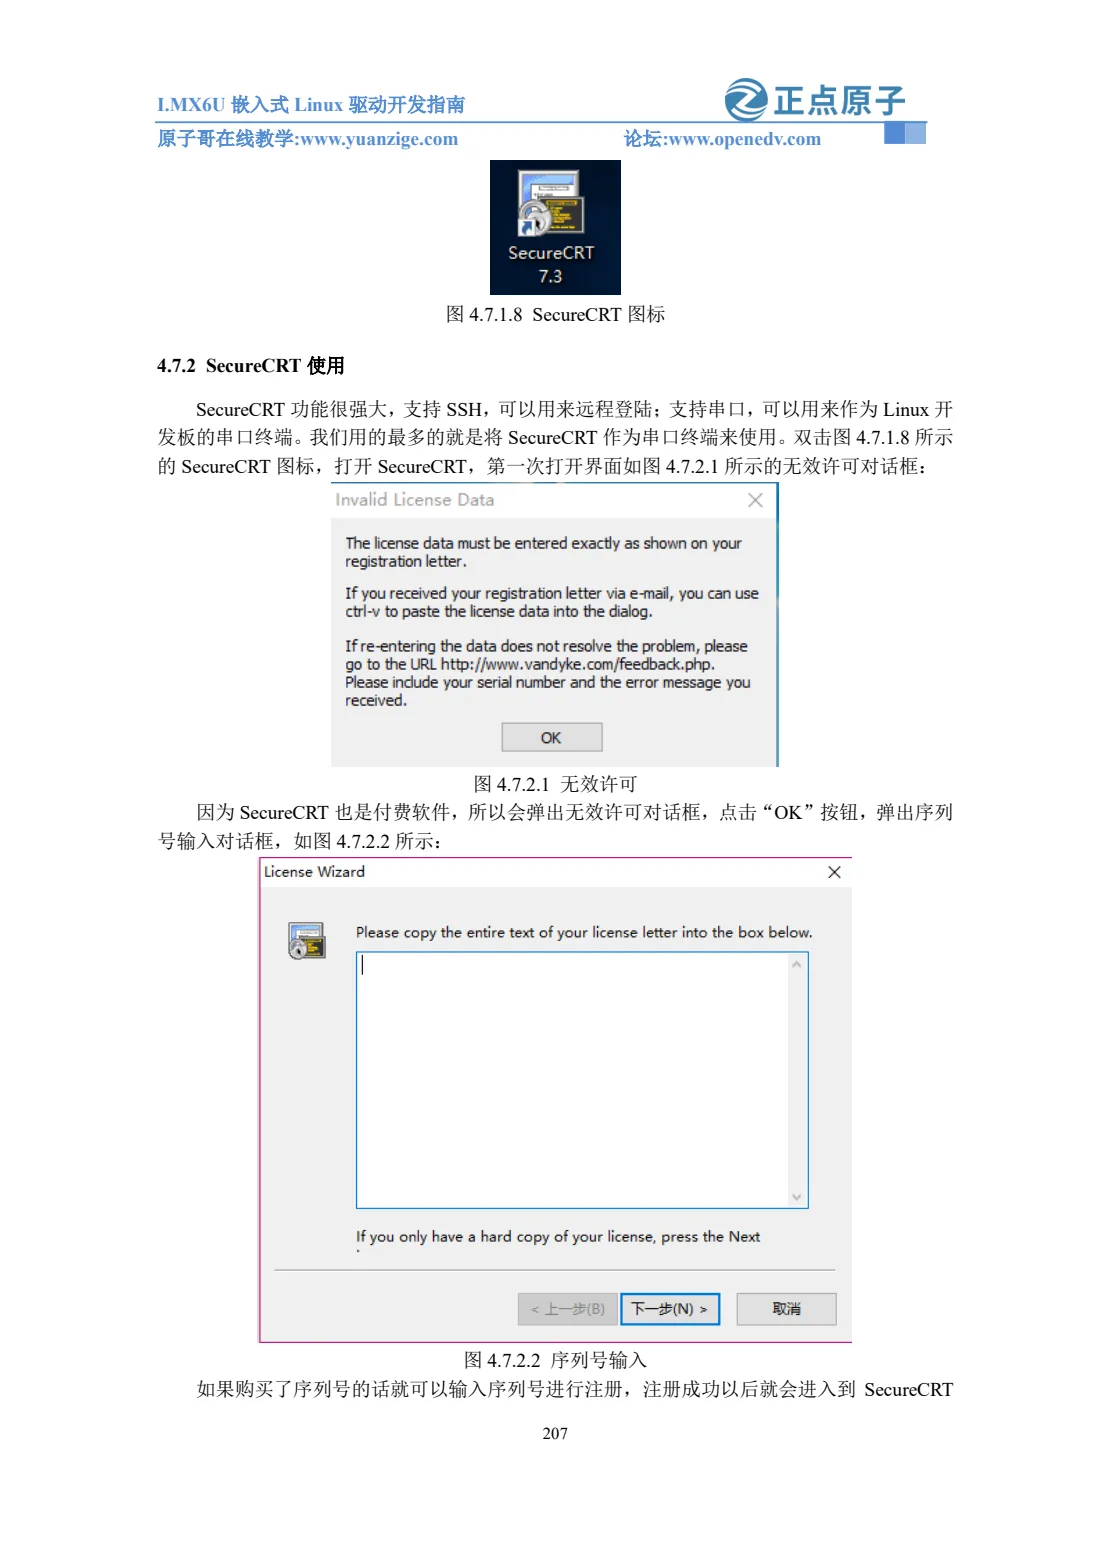 I.MX6U 嵌入式 Linux 驱动开发指南
正点原子
原子哥在线教学:www.yuanzige.com
论坛:www.openedv.com
SecureCRT
7.3
图 4.7.1.8 SecureCRT 图标
4.7.2 SecureCRT 使用
SecureCRT 功能很强大，支持 SSH，可以用来远程登陆；支持串口，可以用来作为 Linux 开
发板的串口终端。我们用的最多的就是将 SecureCRT 作为串口终端来使用。双击图 4.7.1.8 所示
的 SecureCRT 图标，打开 SecureCRT，第一次打开界面如图 4.7.2.1 所示的无效许可对话框：
Invalid License Data
The license data must be entered exactly as shown on your
registration letter.
If you received your registration letter via e-mail, you can use
ctrl-v to paste the license data into the dialog.
If re-entering the data does not resolve the problem, please
go to the URL http://www.vandyke.com/feedback.php.
Please include your serial number and the error message you
received.
OK
图 4.7.2.1 无效许可
因为 SecureCRT 也是付费软件，所以会弹出无效许可对话框，点击“OK”按钮，弹出序列
号输入对话框，如图 4.7.2.2 所示：
License Wizard
Please copy the entire text of your license letter into the box below.
If you only have a hard copy of your license, press the Next
< 上一步(B)
下一步(N) >
取消
图 4.7.2.2 序列号输入
如果购买了序列号的话就可以输入序列号进行注册，注册成功以后就会进入到 SecureCRT
207